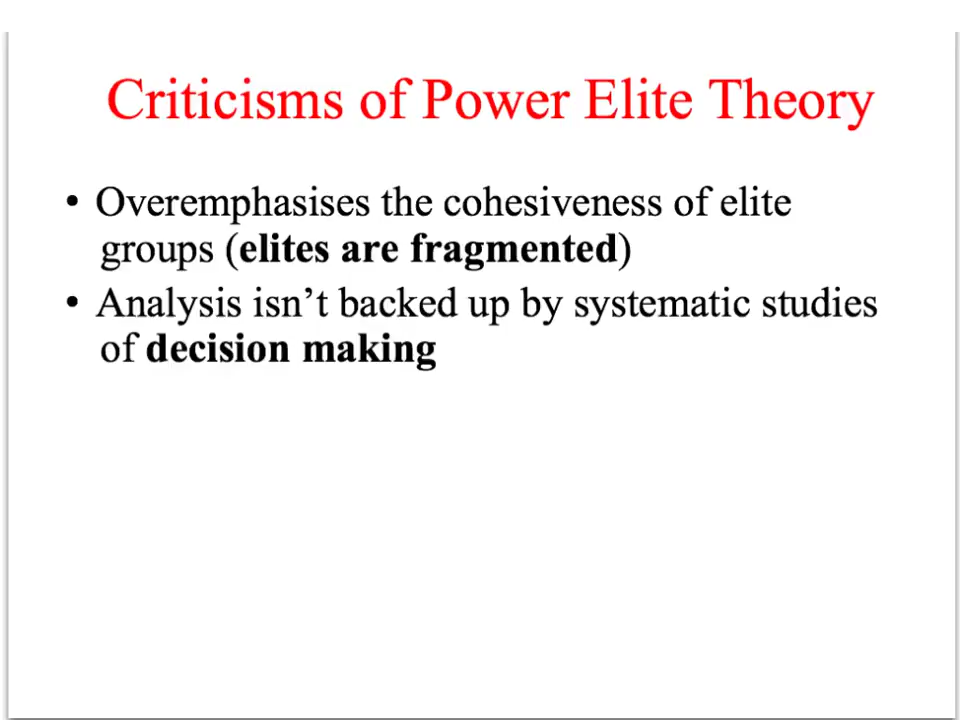 Criticisms of Power Elite Theory
• Overemphasises the cohesiveness of elite
groups (elites are fragmented)
• Analysis isn’t backed up by systematic studies
of decision making